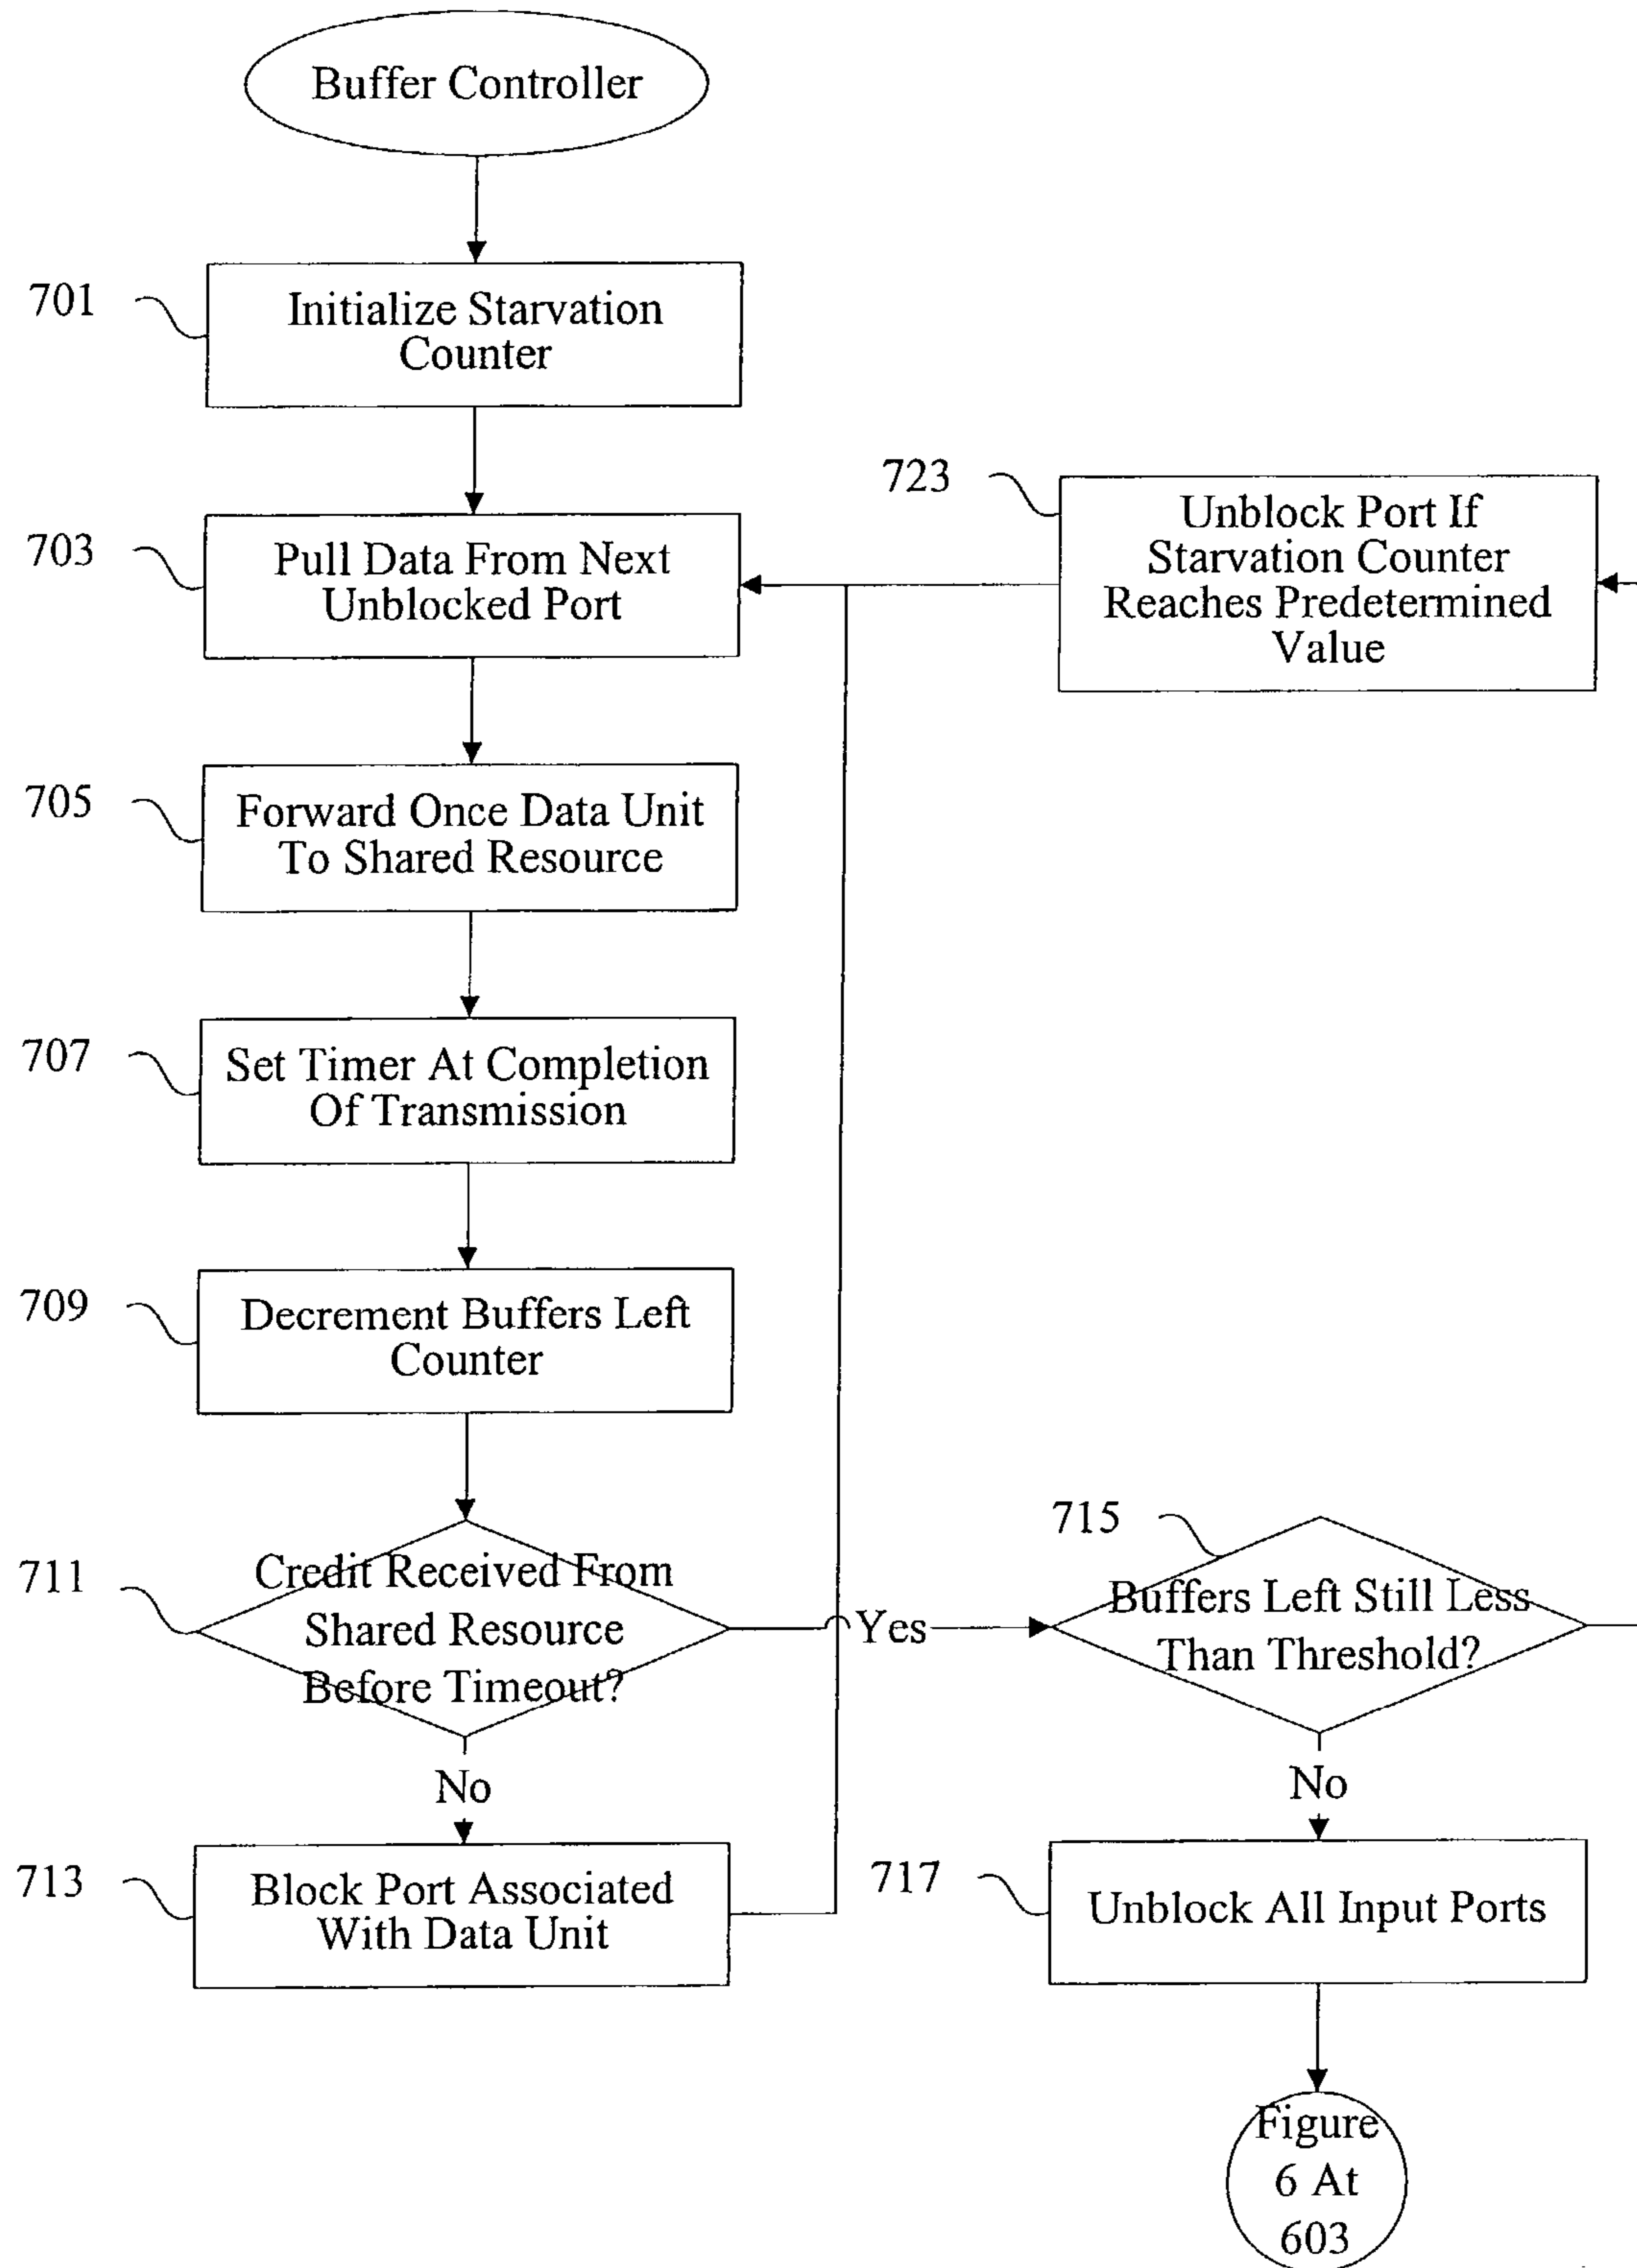 Buffer Controller
701
Initialize Starvation
Counter
703
Pull Data From Next
Unblocked Port
723
Unblock Port If
Starvation Counter
Reaches Predetermined
Value
705
Forward Once Data Unit
To Shared Resource
707
Set Timer At Completion
Of Transmission
709
Decrement Buffers Left
Counter
711
Credit Received From
Shared Resource
Before Timeout?
Yes
715
Buffers Left Still Less
Than Threshold?
No
No
713
Block Port Associated
With Data Unit
717
Unblock All Input Ports
Figure
6 At
603